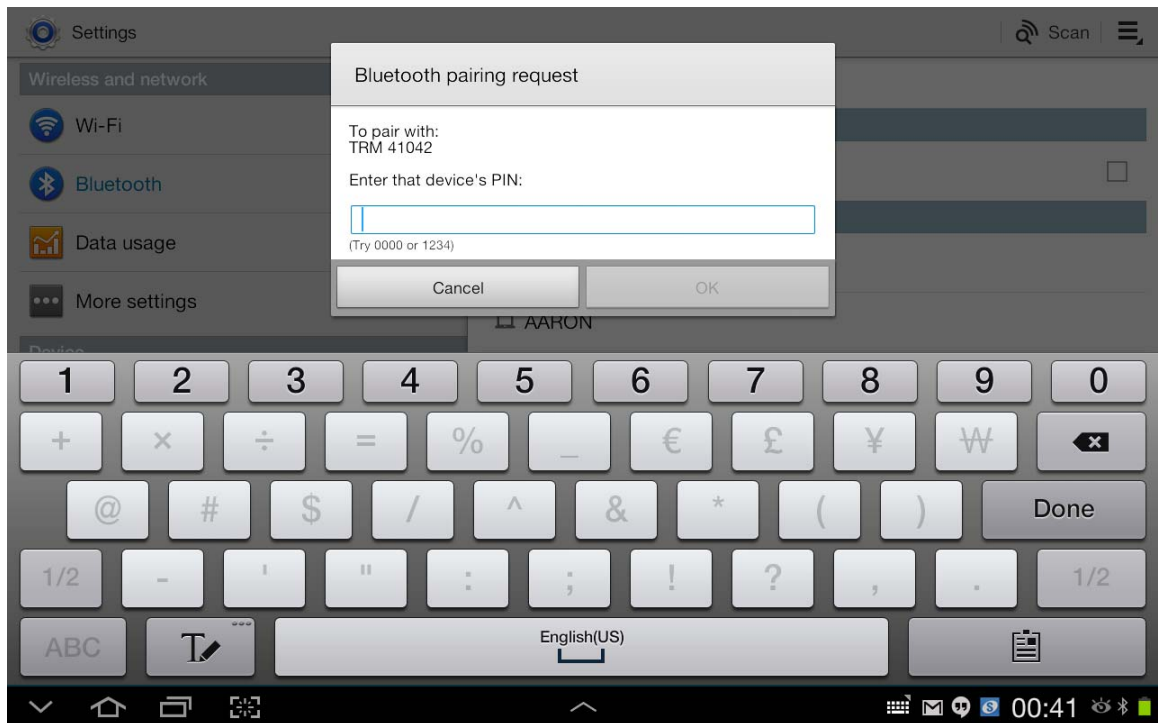 Settings
Scan
Wireless and network
Bluetooth pairing request
Wi-Fi
To pair with:
TRM 41042
Bluetooth
Enter that device's PIN:
Data usage
(Try 0000 or 1234)
Cancel
OK
More settings
AARON
Device
1 2 3 4 5 6 7 8 9 0
+ × ÷ = % _ € £ ¥ ₩
@ # $ / ^ & * ( ) Done
1/2 - ' " : ; ! ? , . 1/2
ABC T English(US)
00:41